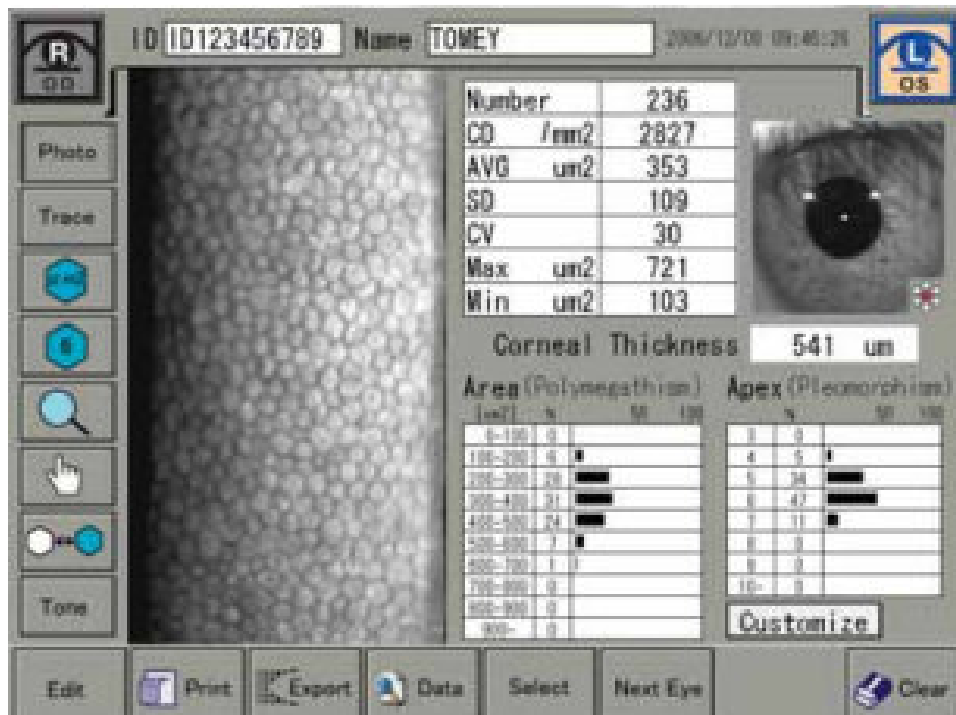 R
OD
ID ID123456789 Name TOMEY
L
OS
Photo
Trace
Tone
Number 236
CD /mm2 2827
AVG um2 353
SD 109
CV 30
Max um2 721
Min um2 103
Corneal Thickness 541 um
Area (Polymegathism)
[um2] % 50 100
0-100 0
100-200 6
200-300 28
300-400 31
400-500 24
500-600 7
600-700 1
700-800 0
800-900 0
900- 0
Apex (Pleomorphism)
% 50 100
3 0
4 5
5 34
6 47
7 11
8 0
9 0
10- 0
Customize
Edit Print Export Data Select Next Eye Clear